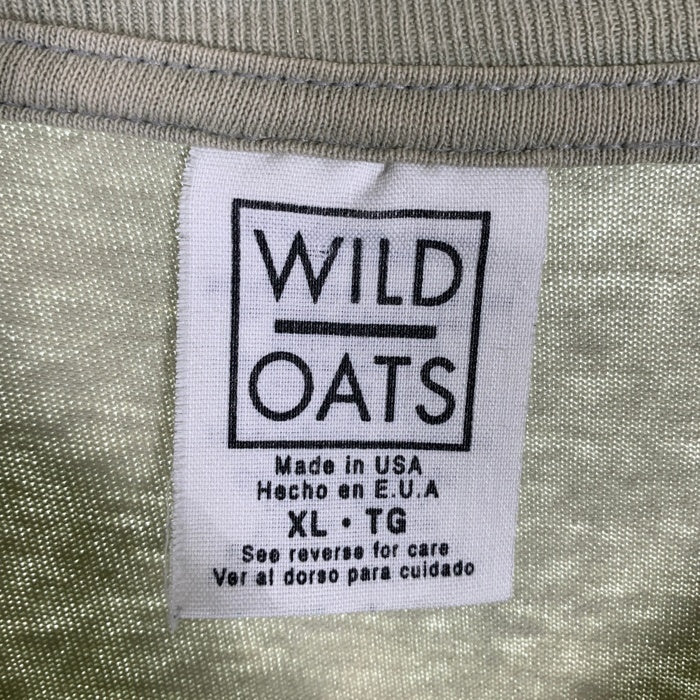 WILD
OATS
Made in USA
Hecho en E.U.A
XL • TG
See reverse for care
Ver al dorso para cuidado